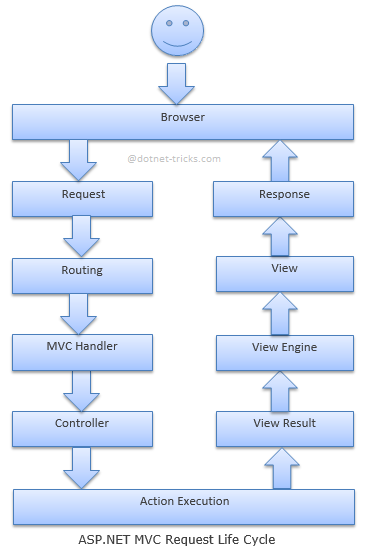 Browser
@dotnet-tricks.com
Request
Response
Routing
View
MVC Handler
View Engine
Controller
View Result
Action Execution
ASP.NET MVC Request Life Cycle